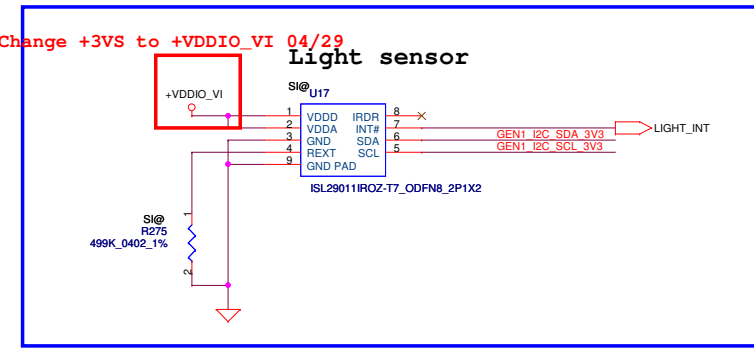 Change +3VS to +VDDIO_VI 04/29
Light sensor
+VDDIO_VI
SI@
U17
1 VDDD IRDR 8
2 VDDA INT# 7
3 GND SDA 6
4 REXT SCL 5
9 GND PAD
LIGHT_INT
GEN1_I2C_SDA_3V3
GEN1_I2C_SCL_3V3
ISL29011IROZ-T7_ODFN8_2P1X2
SI@
R275
499K_0402_1%
1
2